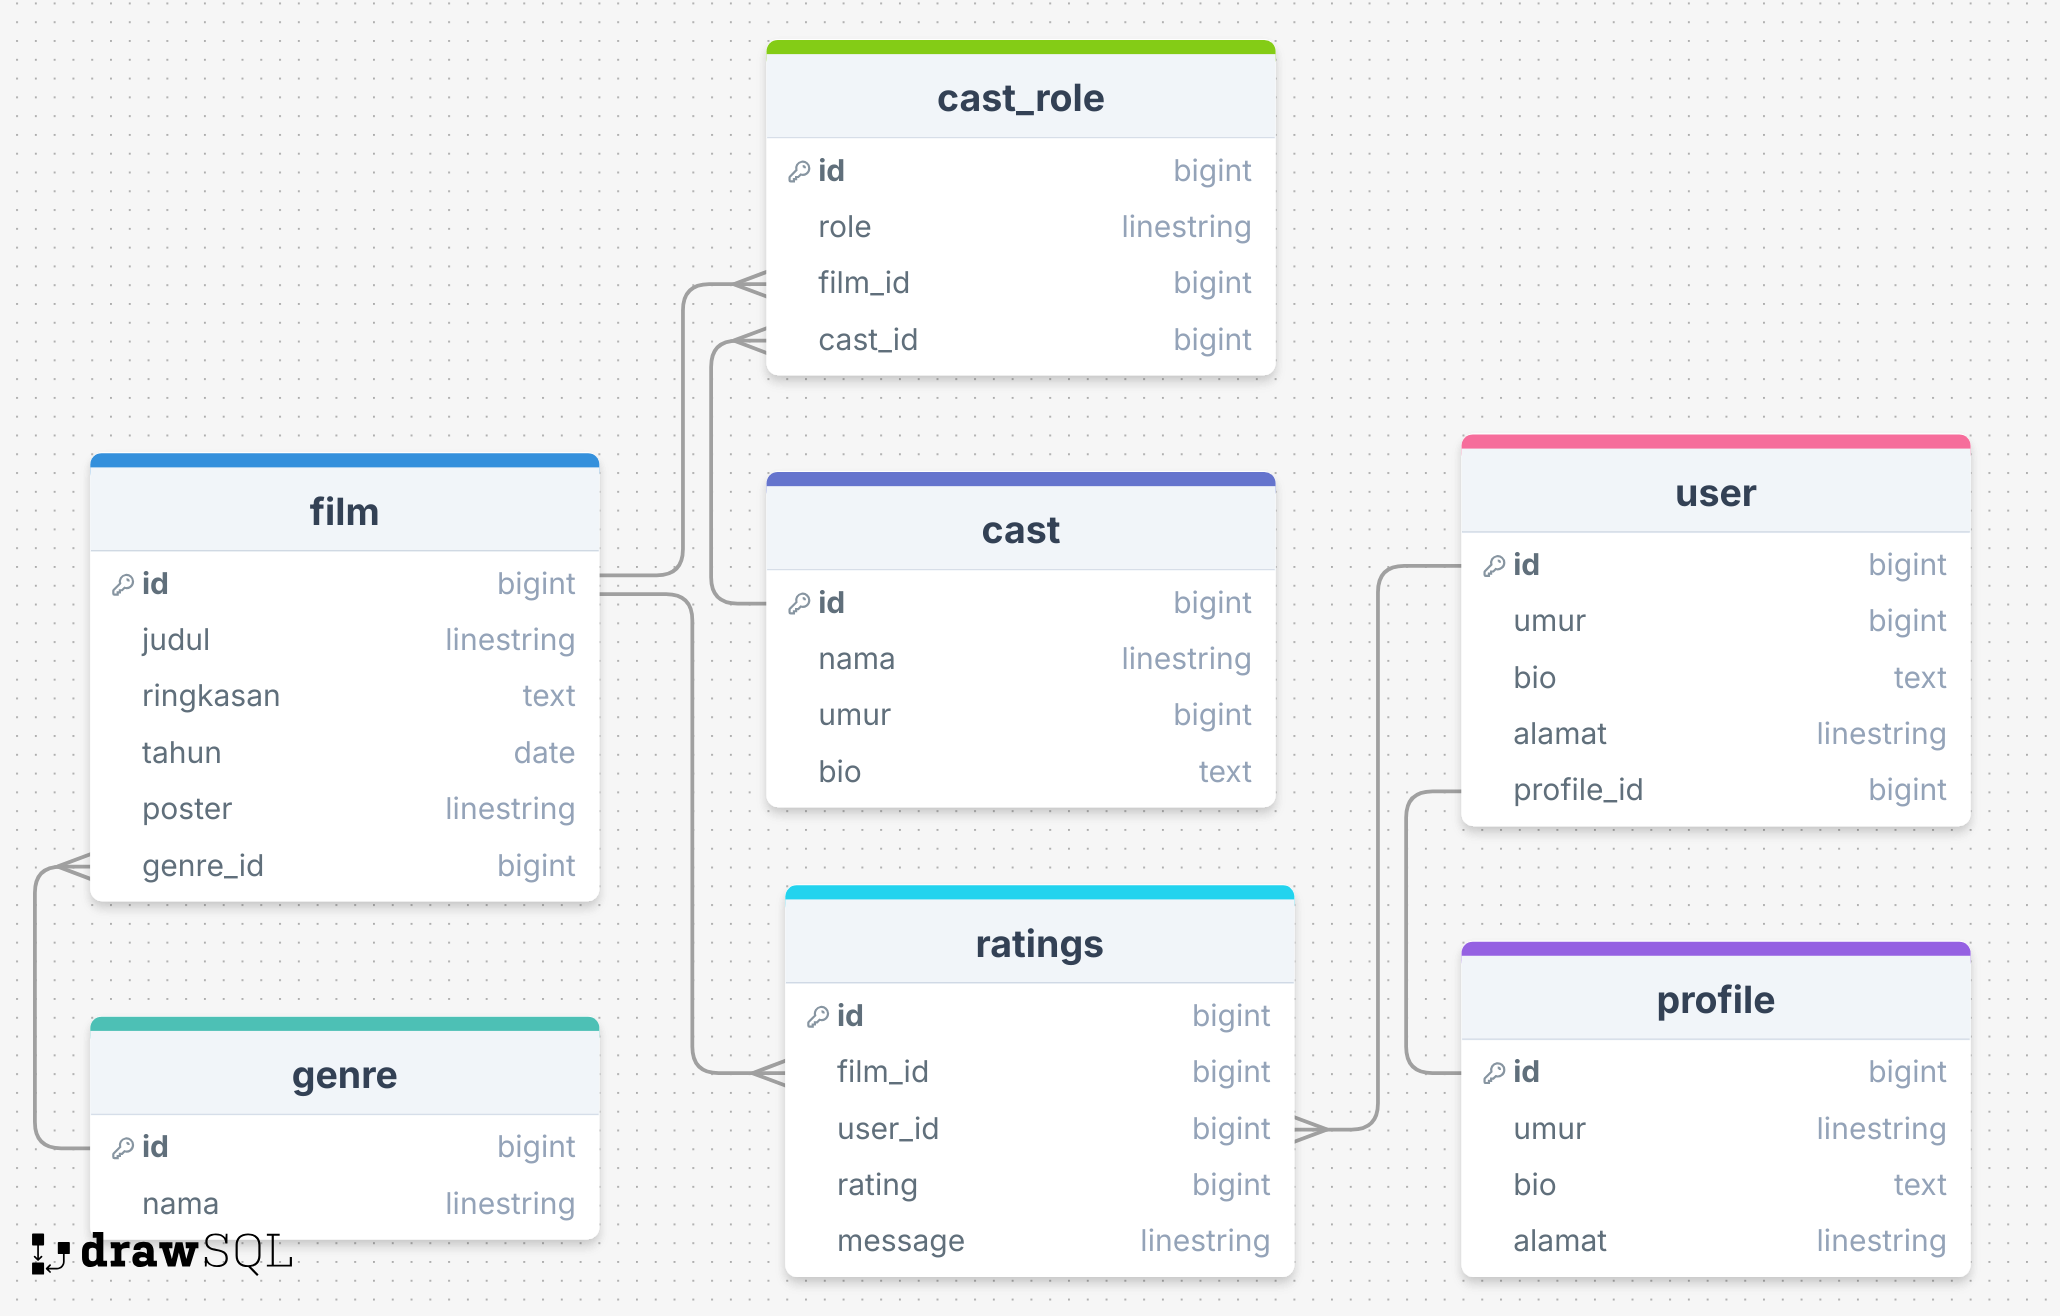 cast_role
id bigint
role linestring
film_id bigint
cast_id bigint
film
id bigint
judul linestring
ringkasan text
tahun date
poster linestring
genre_id bigint
cast
id bigint
nama linestring
umur bigint
bio text
user
id bigint
umur bigint
bio text
alamat linestring
profile_id bigint
genre
id bigint
nama linestring
ratings
id bigint
film_id bigint
user_id bigint
rating bigint
message linestring
profile
id bigint
umur linestring
bio text
alamat linestring
drawSQL